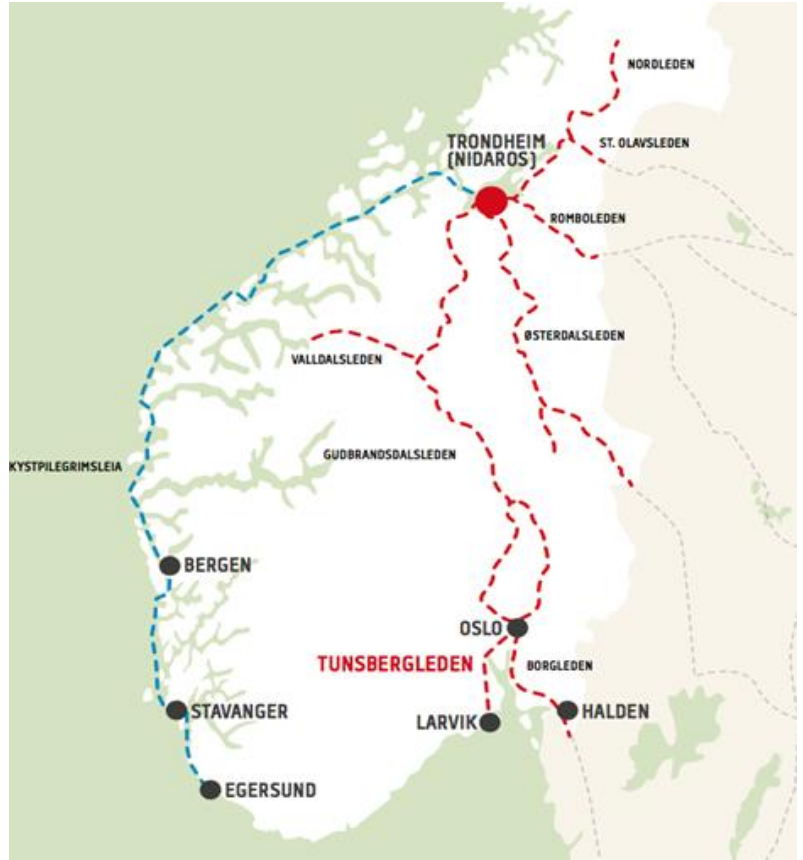 NORDLEDEN
TRONDHEIM
(NIDAROS)
ST. OLAVSLEDEN
ROMBOLEDEN
ØSTERDALSLEDEN
VALLDALSLEDEN
GUDBRANDSDALSLEDEN
KYSTPILEGRIMSLEIA
BERGEN
OSLO
TUNSBERGLEDEN
BORGLEDEN
STAVANGER
LARVIK
HALDEN
EGERSUND